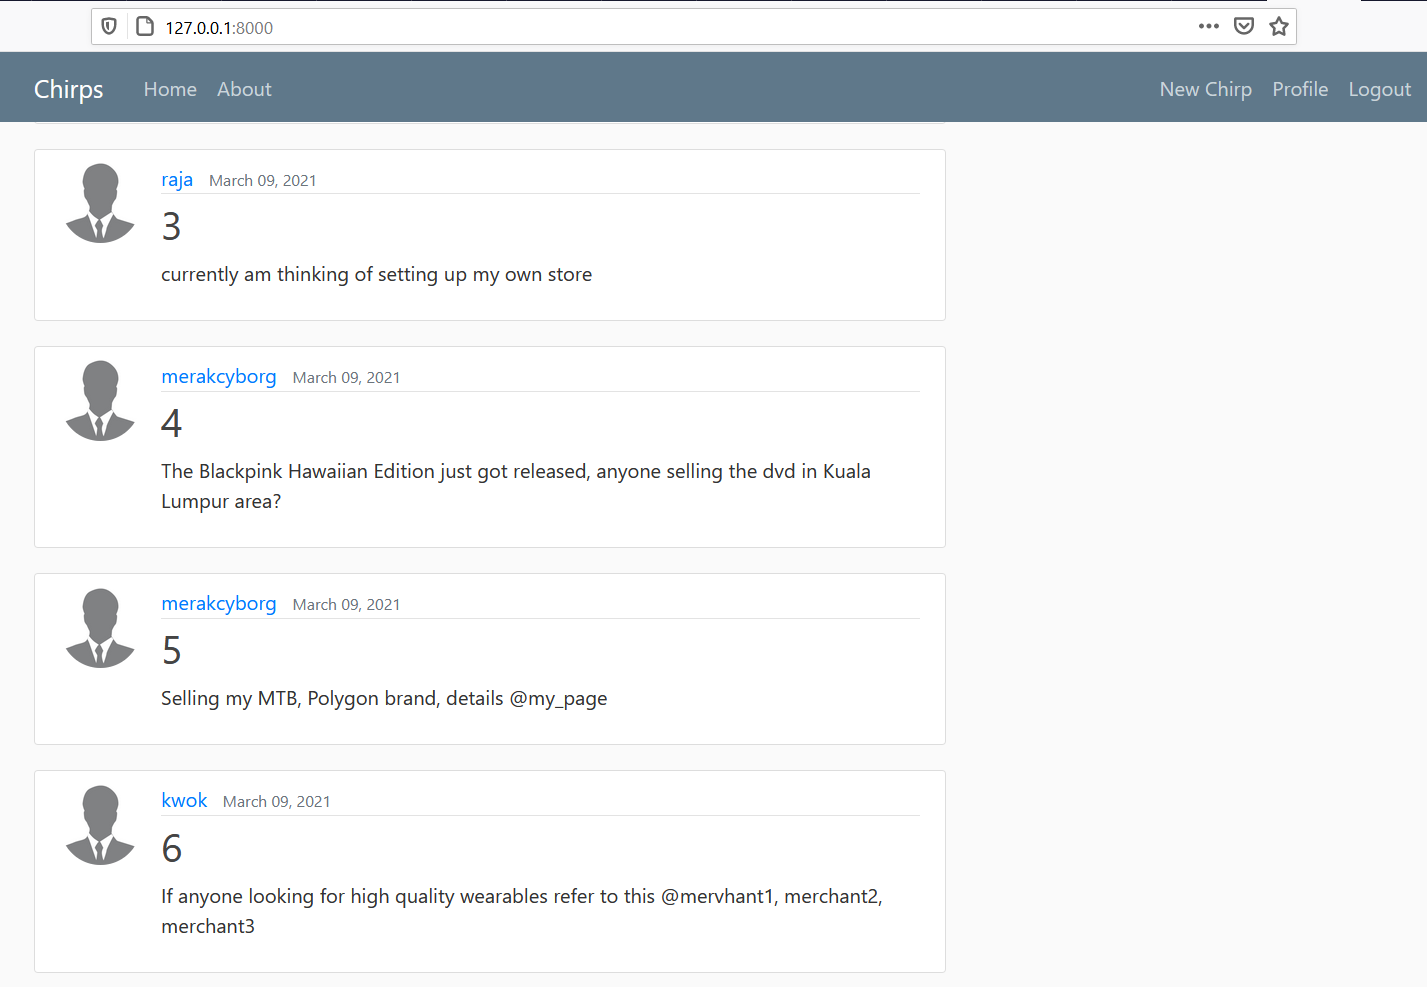 127.0.0.1:8000
Chirps Home About New Chirp Profile Logout
raja March 09, 2021
3
currently am thinking of setting up my own store
merakcyborg March 09, 2021
4
The Blackpink Hawaiian Edition just got released, anyone selling the dvd in Kuala
Lumpur area?
merakcyborg March 09, 2021
5
Selling my MTB, Polygon brand, details @my_page
kwok March 09, 2021
6
If anyone looking for high quality wearables refer to this @mervhant1, merchant2,
merchant3